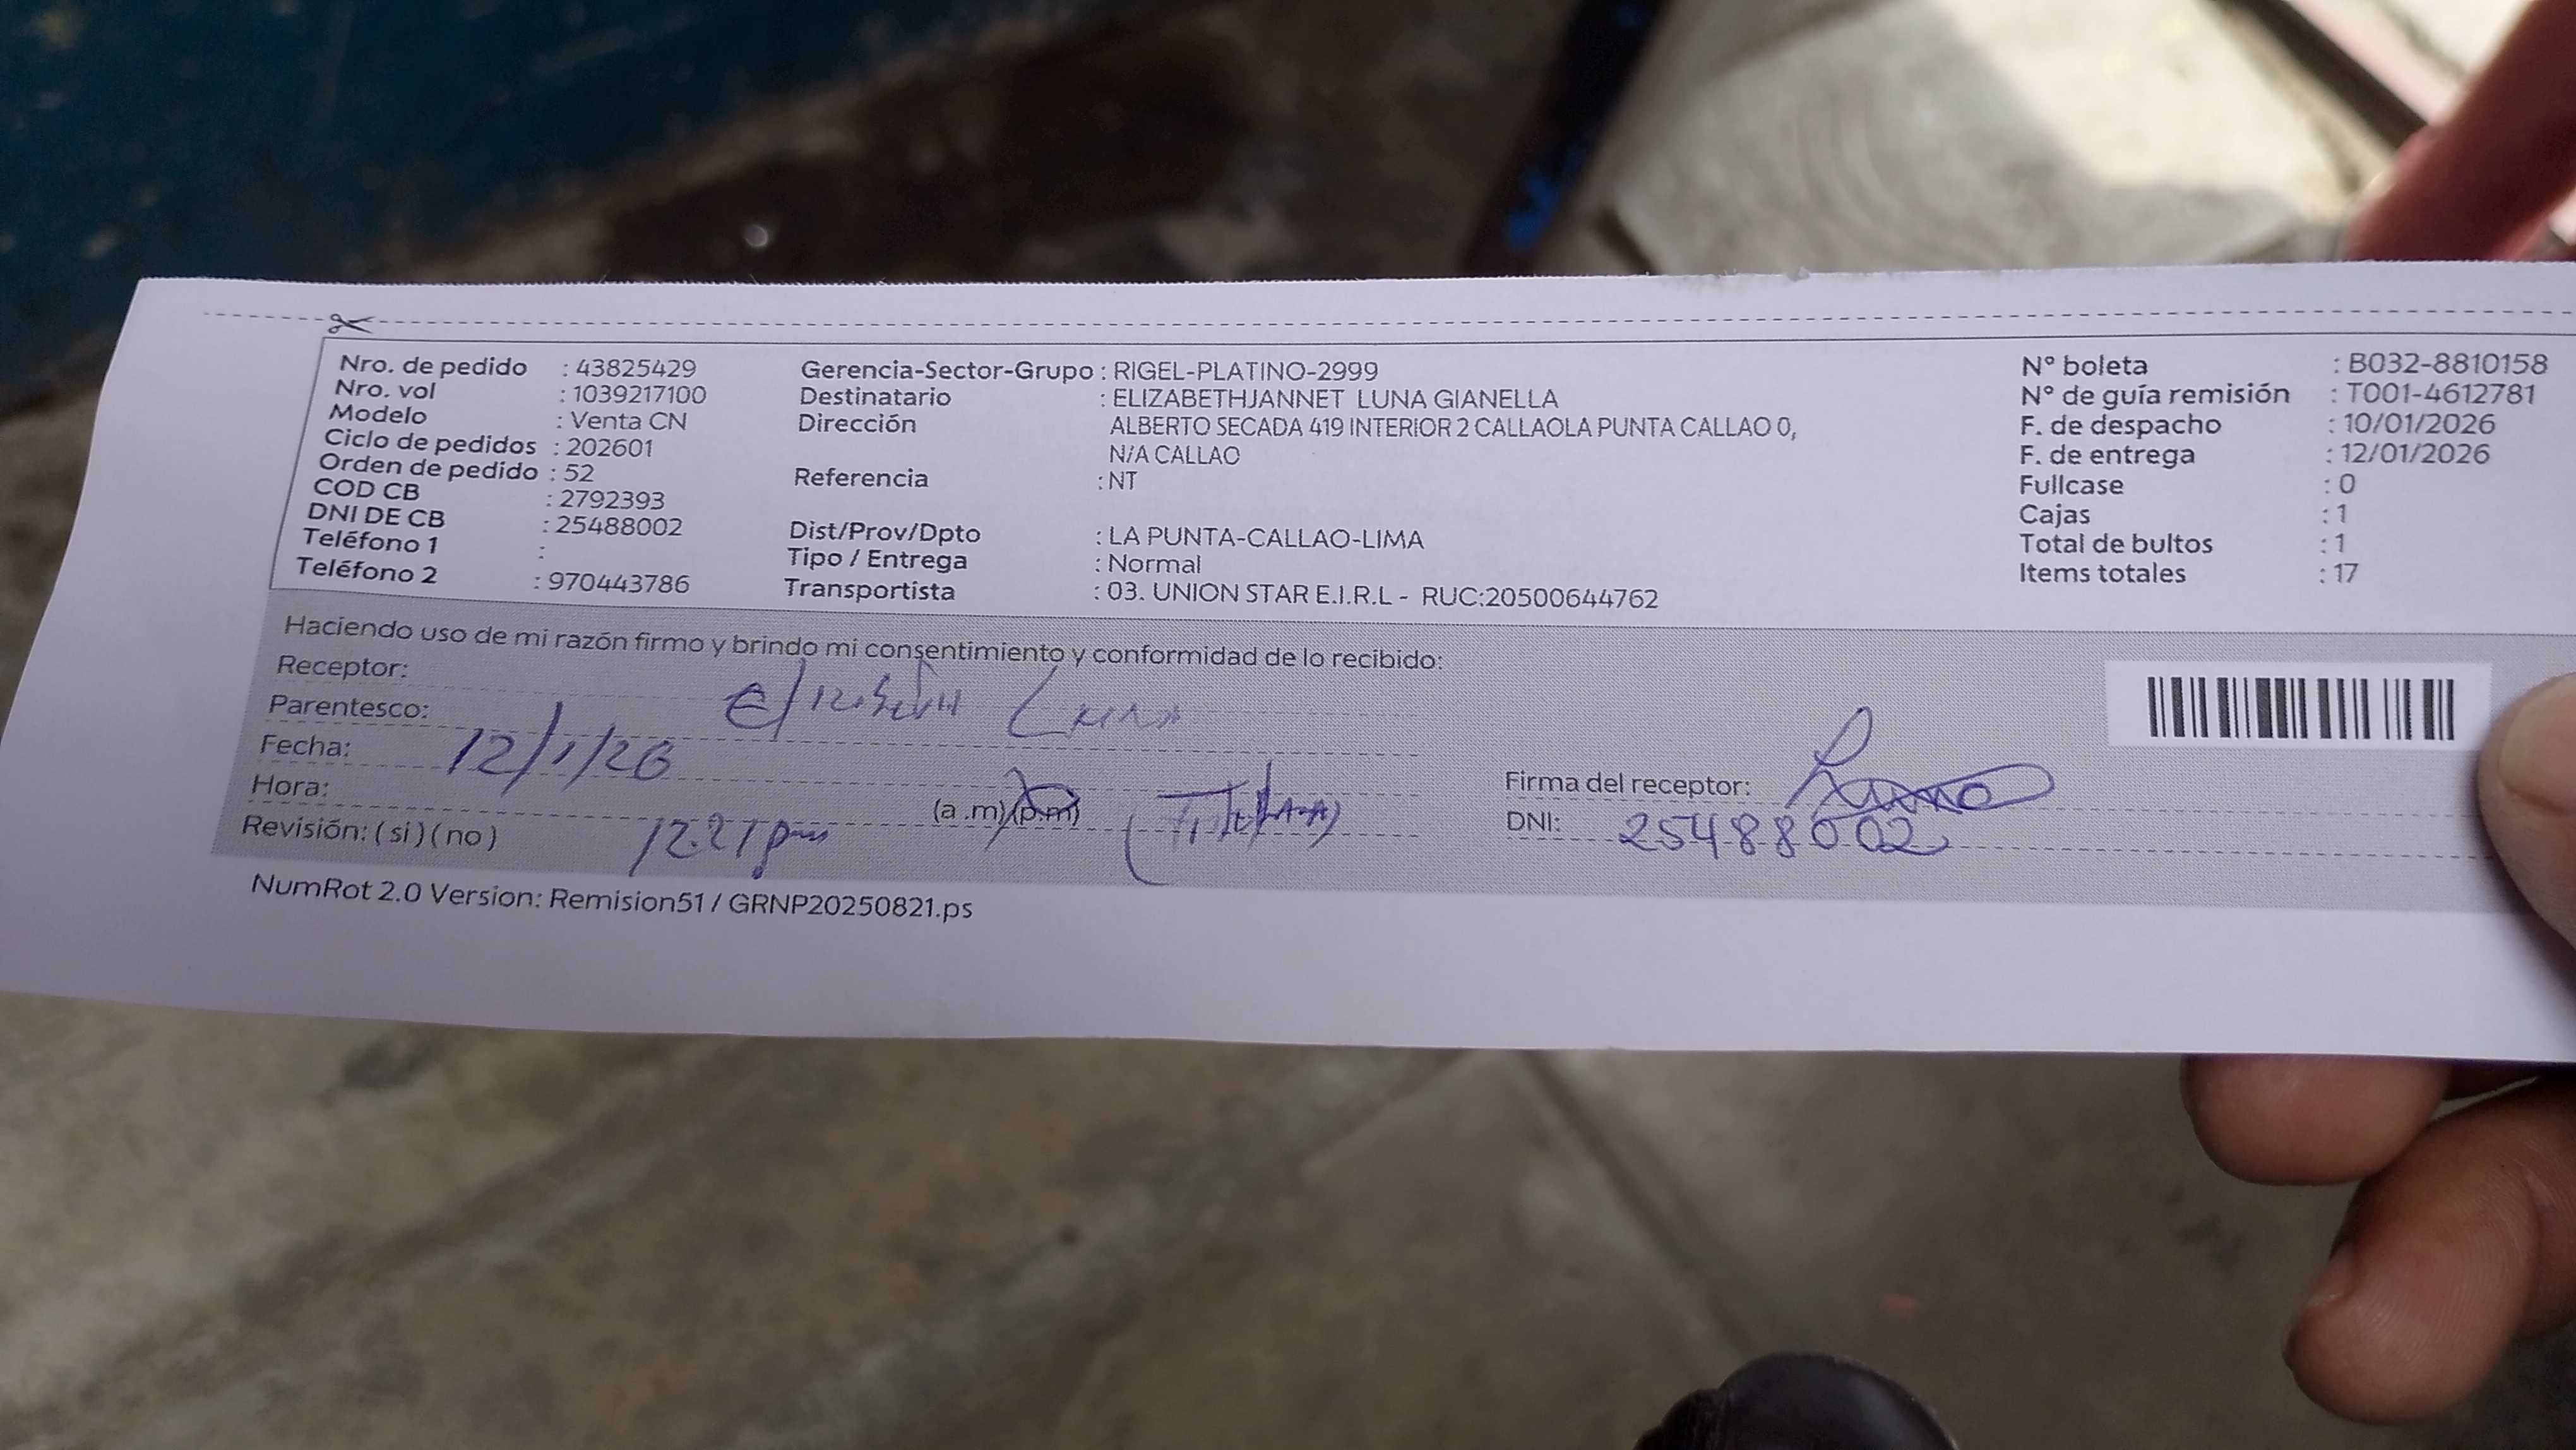 Nro. de pedido : 43825429
Nro. vol : 1039217100
Modelo : Venta CN
Ciclo de pedidos : 202601
Orden de pedido : 52
COD CB : 2792393
DNI DE CB : 25488002
Teléfono 1 :
Teléfono 2 : 970443786
Gerencia-Sector-Grupo : RIGEL-PLATINO-2999
Destinatario : ELIZABETHJANNET LUNA GIANELLA
Dirección ALBERTO SECADA 419 INTERIOR 2 CALLAOLA PUNTA CALLAO 0,
N/A CALLAO
Referencia : NT
Dist/Prov/Dpto : LA PUNTA-CALLAO-LIMA
Tipo / Entrega : Normal
Transportista : 03. UNION STAR E.I.R.L - RUC:20500644762
N° boleta : B032-8810158
N° de guía remisión : T001-4612781
F. de despacho : 10/01/2026
F. de entrega : 12/01/2026
Fullcase : 0
Cajas : 1
Total de bultos : 1
Items totales : 17
Haciendo uso de mi razón firmo y brindo mi consentimiento y conformidad de lo recibido:
Receptor: Elizabeth Luna
Parentesco:
Fecha: 12/1/26
Hora: 12.21 pm (a.m)/(p.m) (Titular)
Revisión: ( si ) ( no )
Firma del receptor:
DNI: 25488002
NumRot 2.0 Version: Remision51 / GRNP20250821.ps